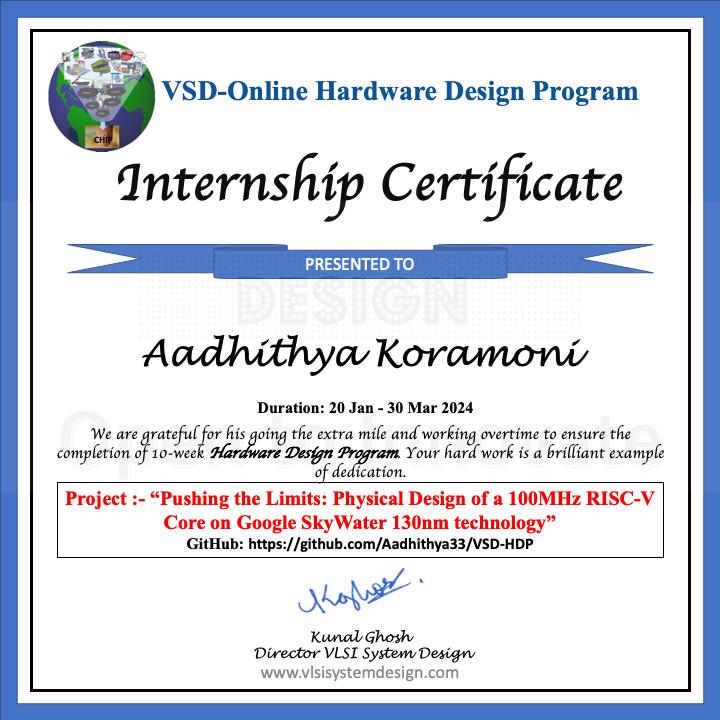 CHIP
VSD-Online Hardware Design Program
Internship Certificate
PRESENTED TO
DESIGN
Aadhithya Koramoni
Duration: 20 Jan - 30 Mar 2024
We are grateful for his going the extra mile and working overtime to ensure the
completion of 10-week Hardware Design Program. Your hard work is a brilliant example
of dedication.
Project :- “Pushing the Limits: Physical Design of a 100MHz RISC-V
Core on Google SkyWater 130nm technology”
GitHub: https://github.com/Aadhithya33/VSD-HDP
Kunal Ghosh
Director VLSI System Design
www.vlsisystemdesign.com